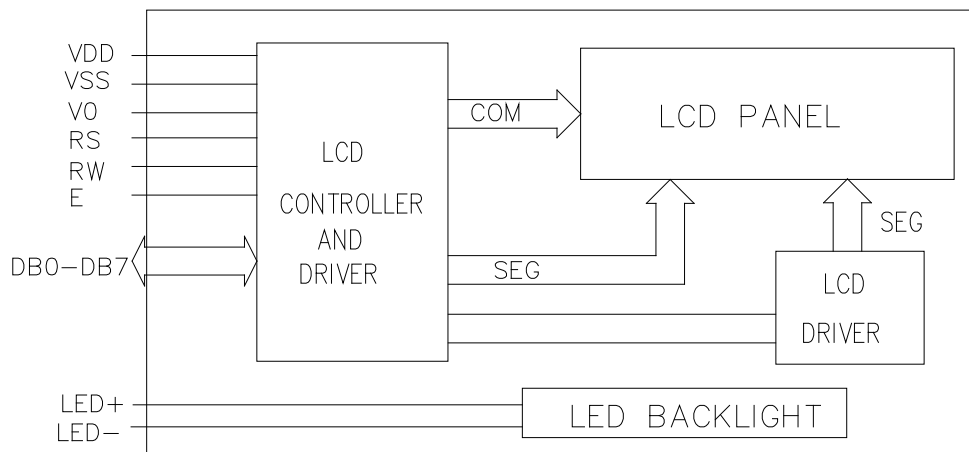 VDD
VSS
V0
RS
RW
E
DB0-DB7
LED+
LED-
LCD
CONTROLLER
AND
DRIVER
COM
SEG
LCD PANEL
SEG
LCD
DRIVER
LED BACKLIGHT